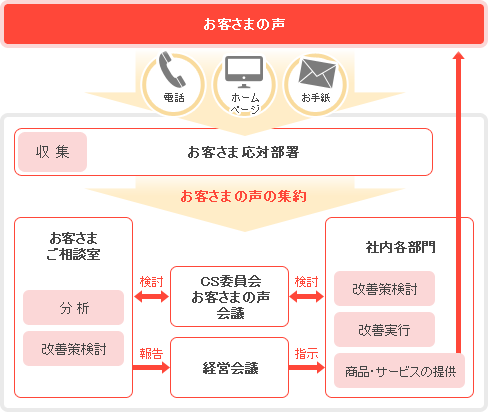 お客さまの声
電話
ホーム
ページ
お手紙
収 集
お客さま応対部署
お客さまの声の集約
お客さま
ご相談室
分 析
改善策検討
検討
CS委員会
お客さまの声
会議
検討
報告
経営会議
指示
社内各部門
改善策検討
改善実行
商品・サービスの提供